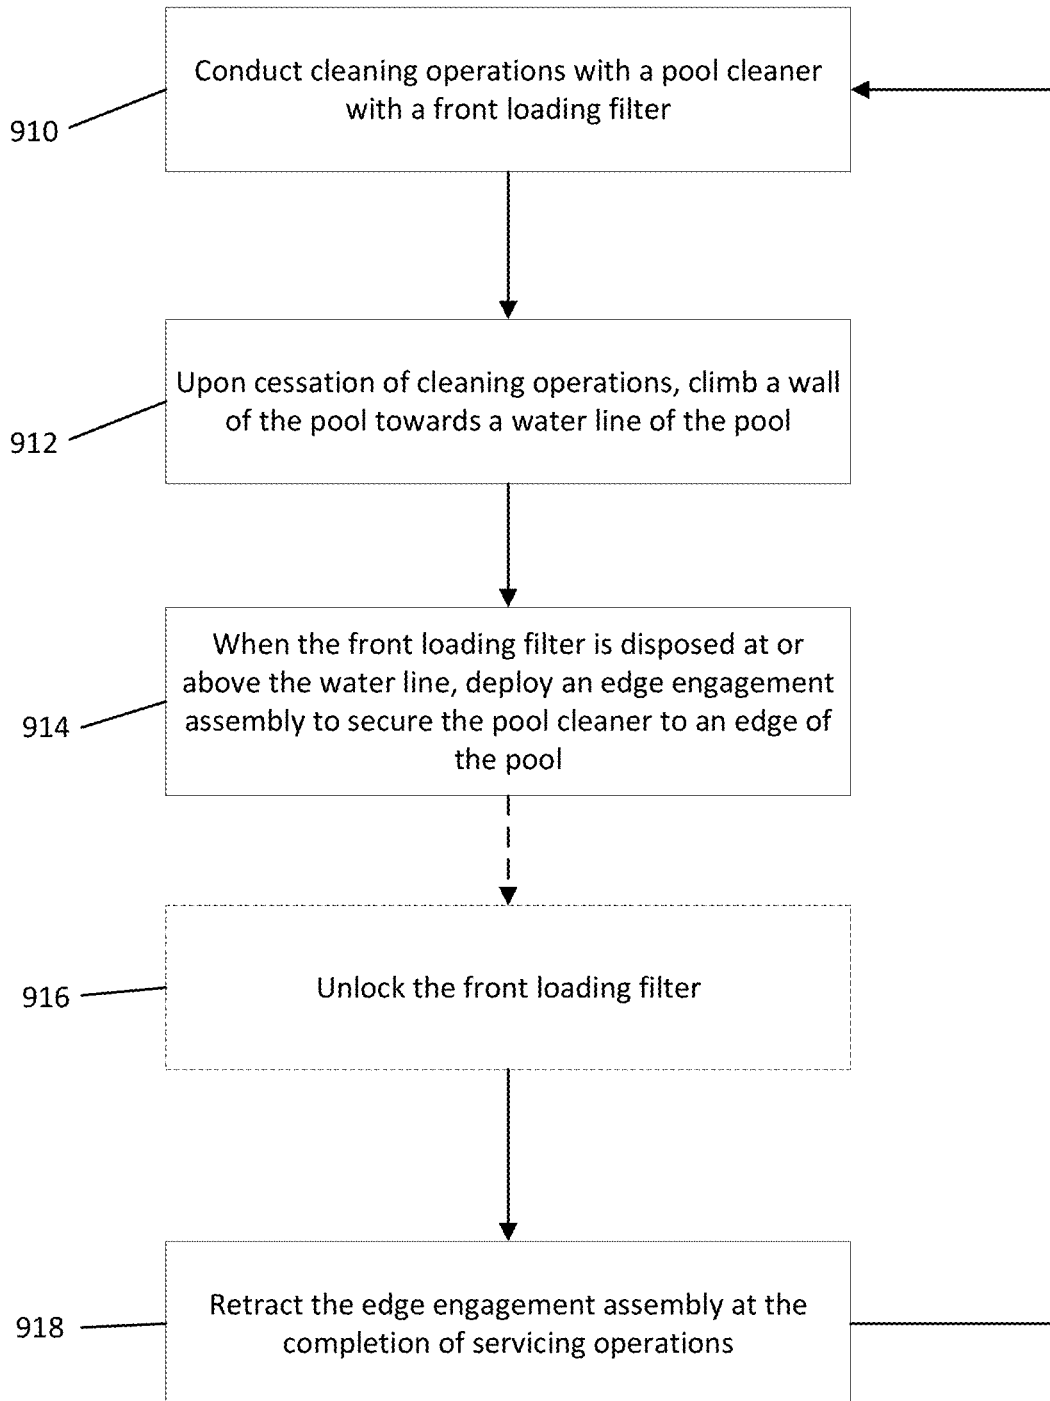 Conduct cleaning operations with a pool cleaner
with a front loading filter
910
Upon cessation of cleaning operations, climb a wall
of the pool towards a water line of the pool
912
When the front loading filter is disposed at or
above the water line, deploy an edge engagement
assembly to secure the pool cleaner to an edge of
the pool
914
Unlock the front loading filter
916
Retract the edge engagement assembly at the
completion of servicing operations
918